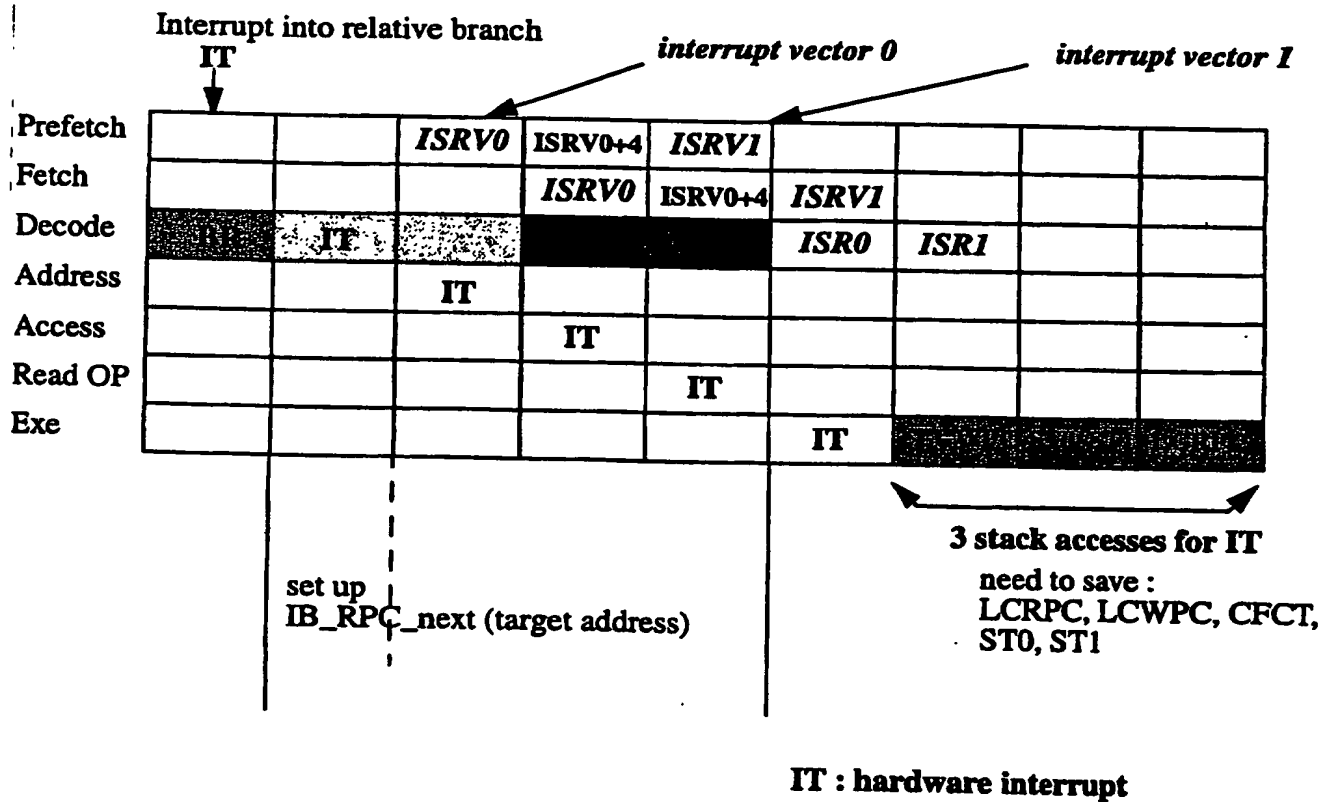 Interrupt into relative branch
IT
interrupt vector 0
interrupt vector 1
Prefetch ISRV0 ISRV0+4 ISRV1
Fetch ISRV0 ISRV0+4 ISRV1
Decode IT ISR0 ISR1
Address IT
Access IT
Read OP IT
Exe IT
3 stack accesses for IT
need to save :
LCRPC, LCWPC, CFCT,
ST0, ST1
set up
IB_RPC_next (target address)
IT : hardware interrupt